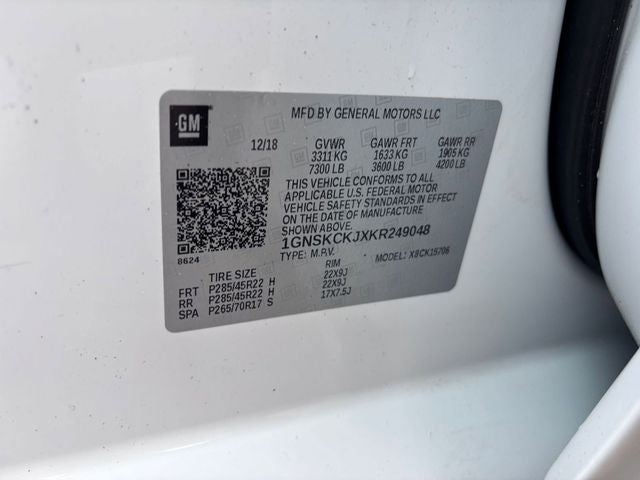 GM
MFD BY GENERAL MOTORS LLC
12/18 GVWR GAWR FRT GAWR RR
3311 KG 1633 KG 1905 KG
7300 LB 3600 LB 4200 LB
THIS VEHICLE CONFORMS TO ALL
APPLICABLE U.S. FEDERAL MOTOR
VEHICLE SAFETY STANDARDS IN EFFECT
ON THE DATE OF MANUFACTURE SHOWN ABOVE.
1GNSKCKJXKR249048
8624
TYPE: M.P.V. MODEL: X8CK15706
TIRE SIZE RIM
FRT P285/45R22 H 22X9J
RR P285/45R22 H 22X9J
SPA P265/70R17 S 17X7.5J